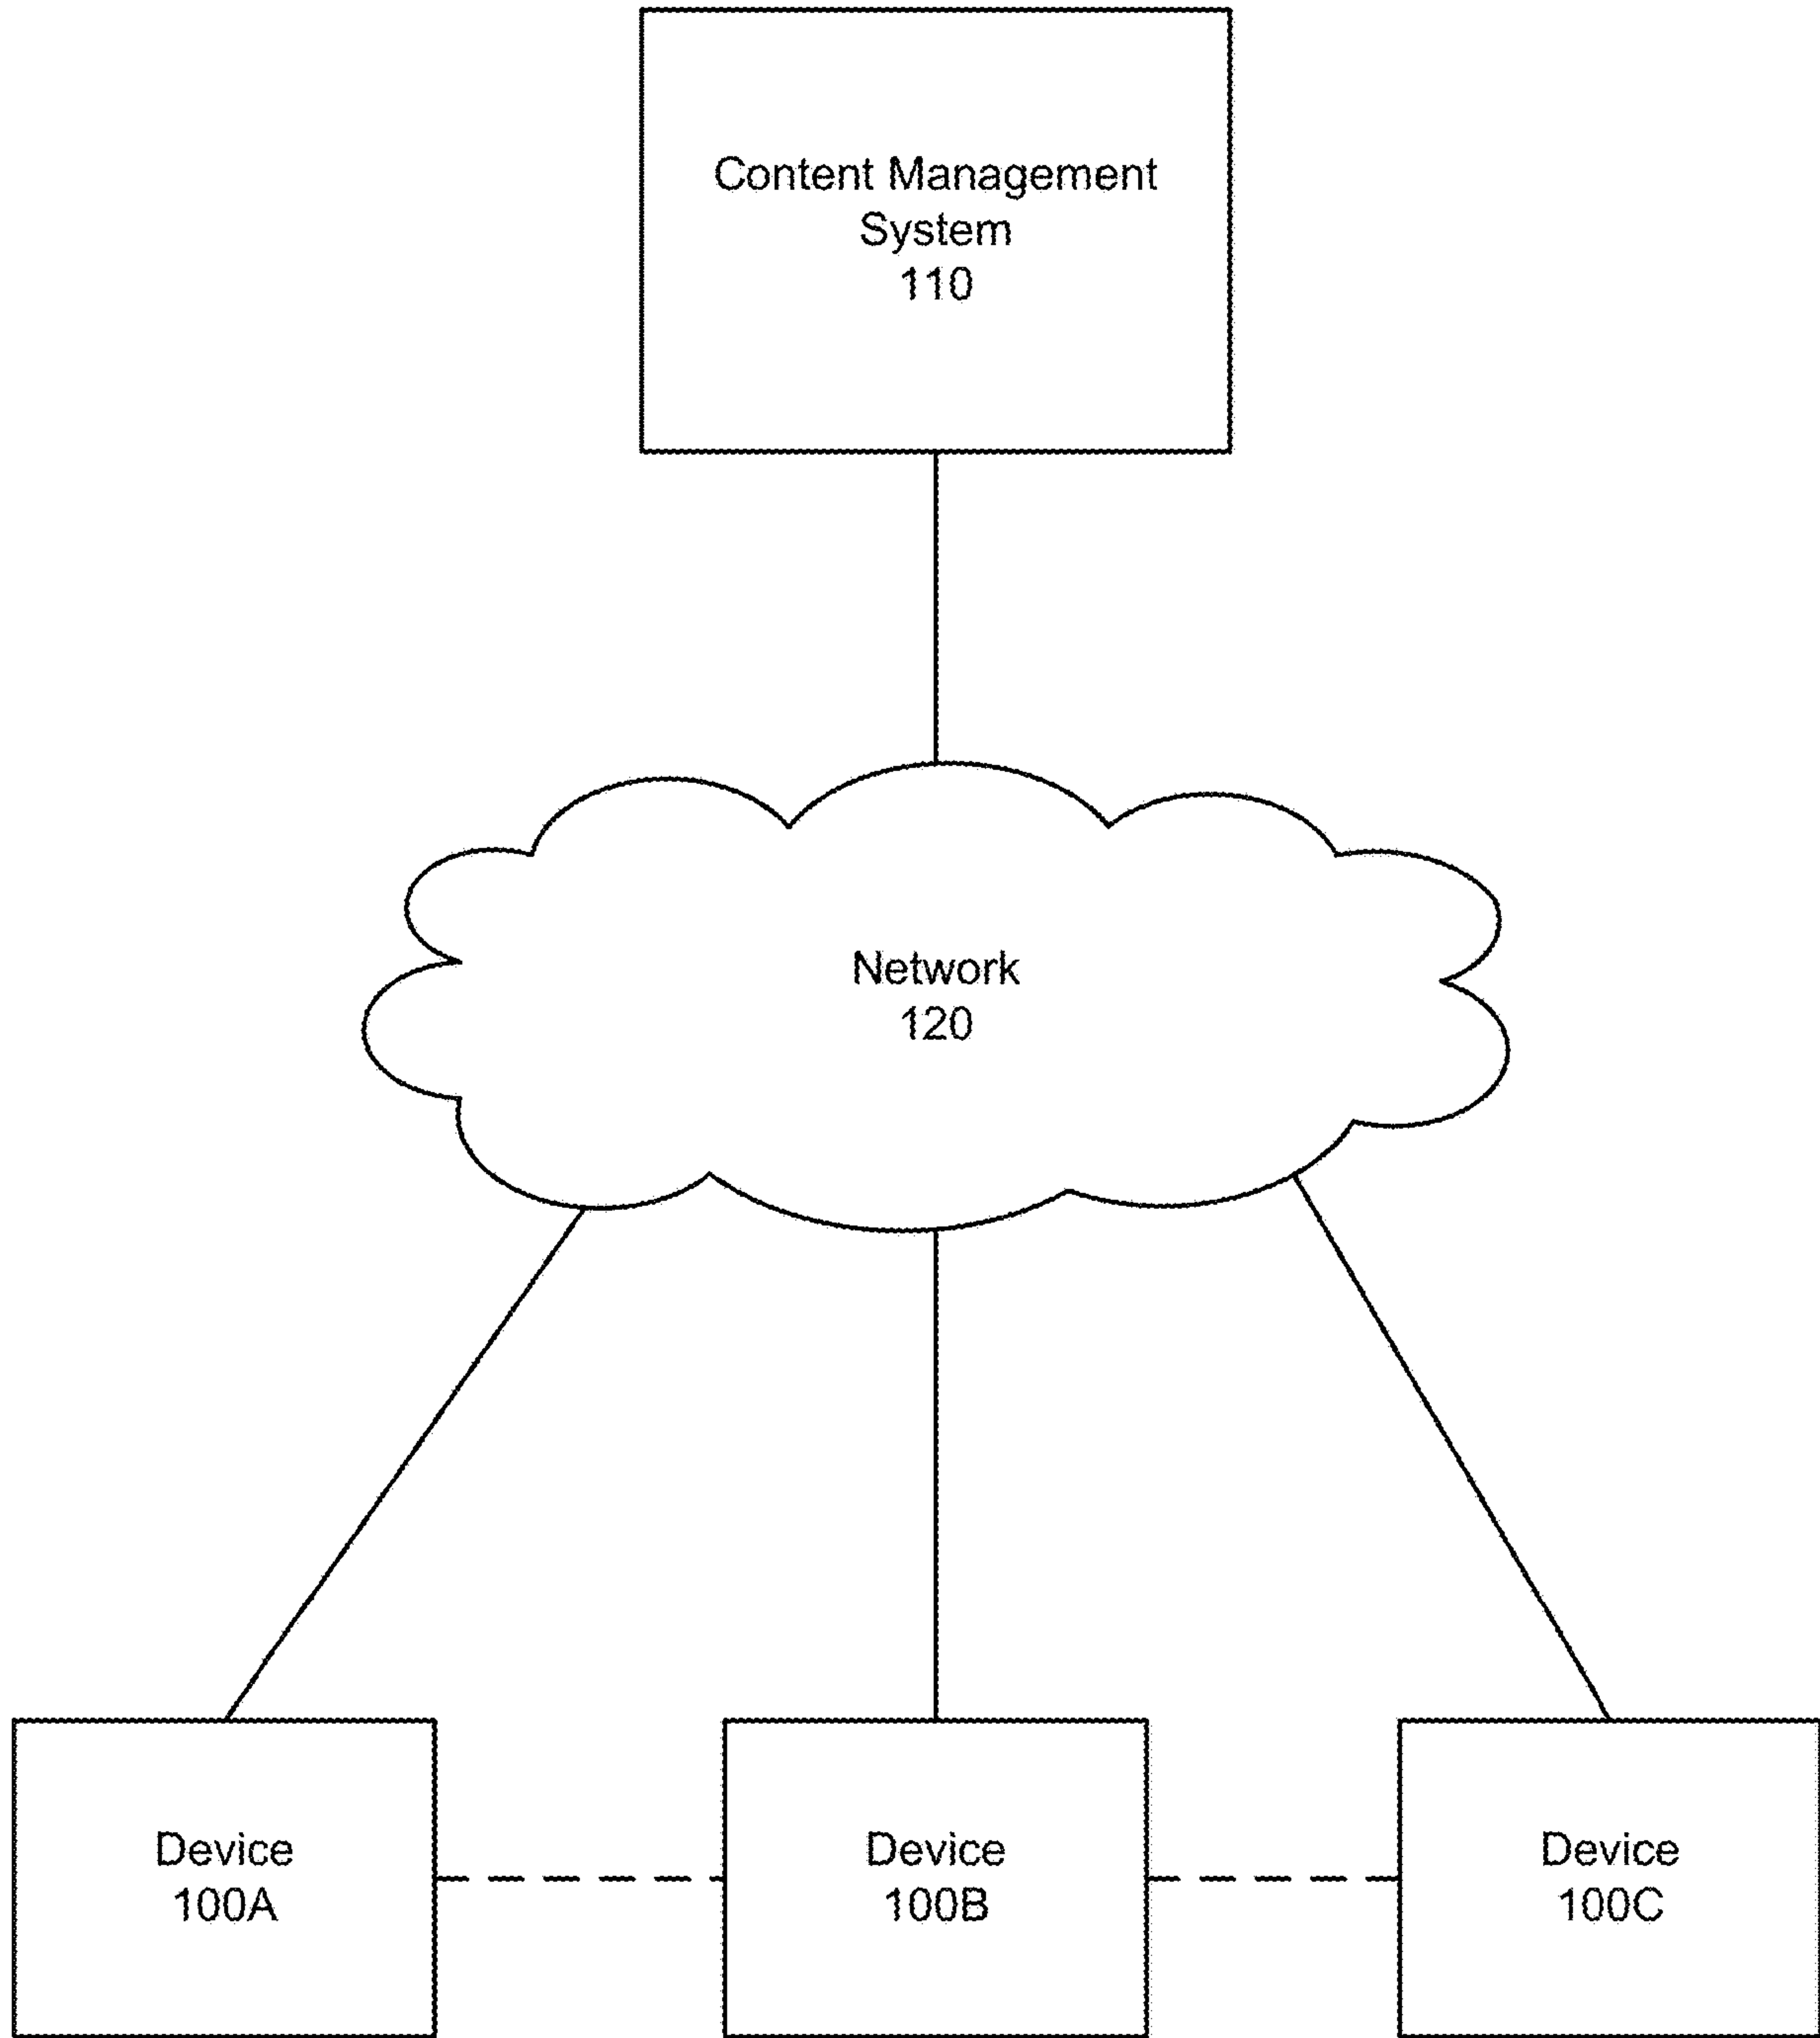 Content Management
System
110
Network
120
Device
100A
Device
100B
Device
100C